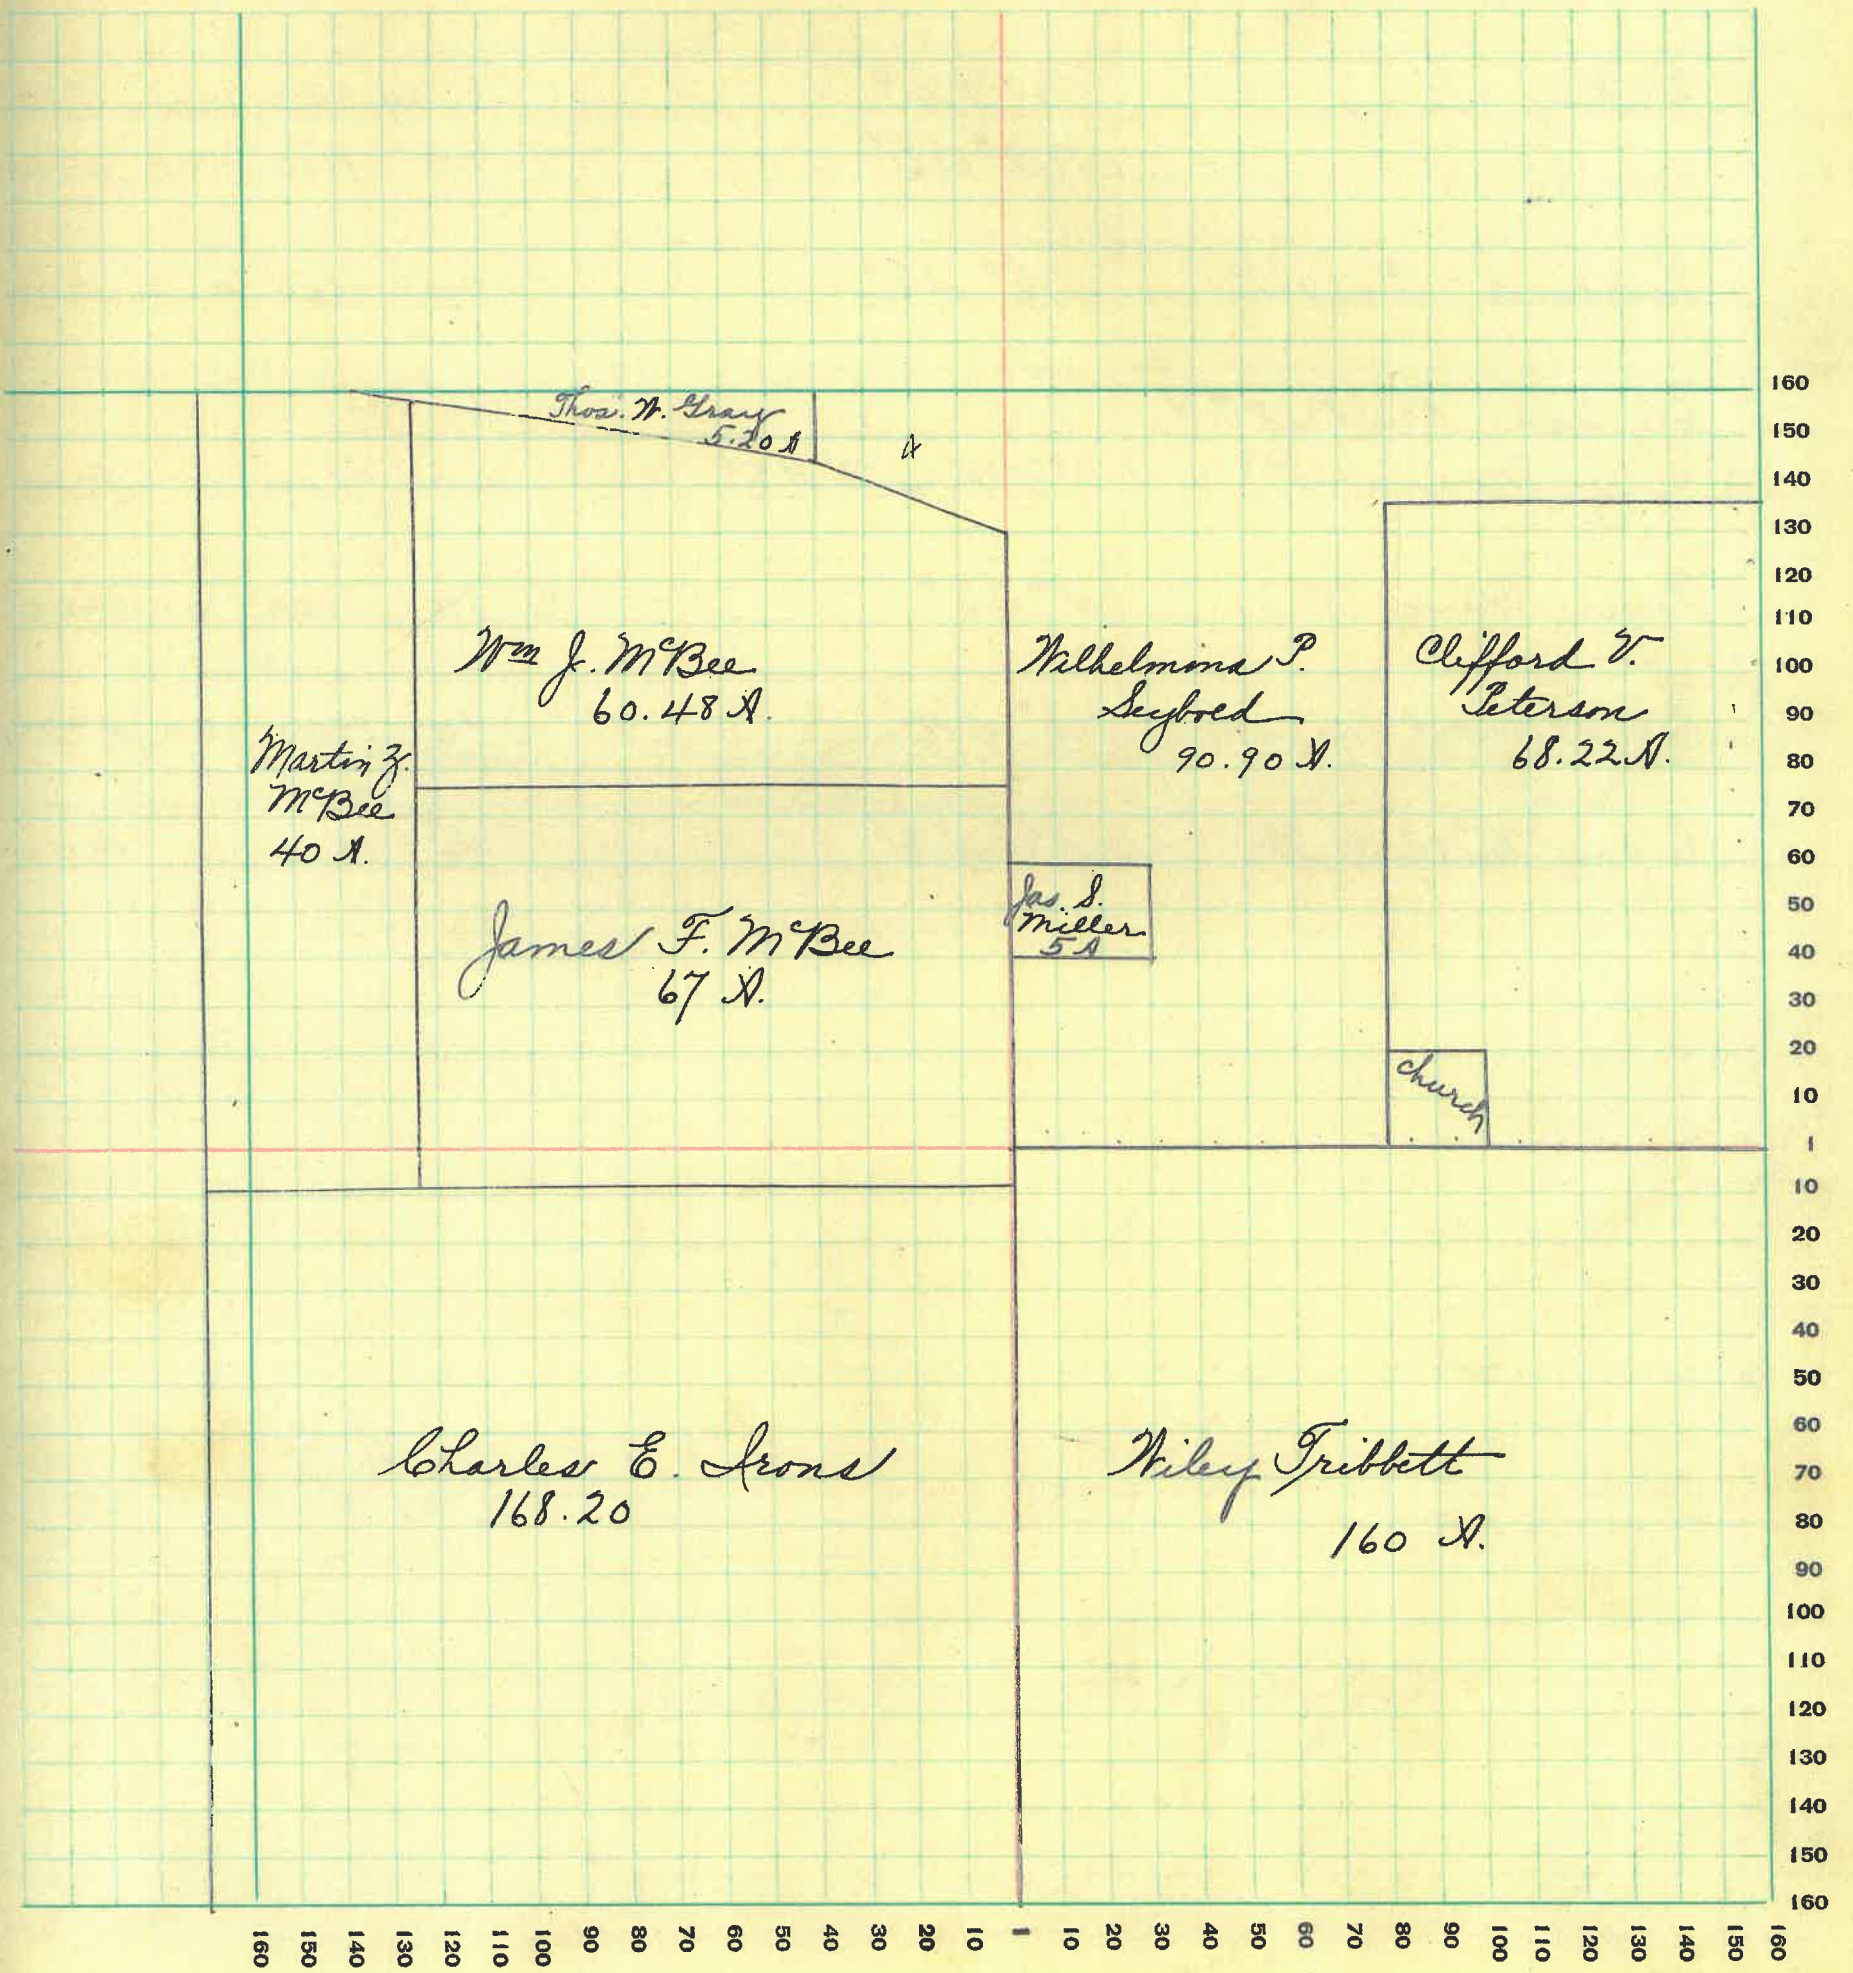 Thos. W. Gray
5.20 A
A
Wm J. McBee
60.48 A.
Wilhelmina P.
Seybold
90.90 A.
Clifford V.
Peterson
68.22 A.
Martin Z.
McBee
40 A.
James F. McBee
67 A.
Jas. S.
Miller
5 A
Church
Charles E. Irons
168.20
Wiley Tribbett
160 A.
160
150
140
130
120
110
100
90
80
70
60
50
40
30
20
10
1
10
20
30
40
50
60
70
80
90
100
110
120
130
140
150
160
160 150 140 130 120 110 100 90 80 70 60 50 40 30 20 10 1 10 20 30 40 50 60 70 80 90 100 110 120 130 140 150 160